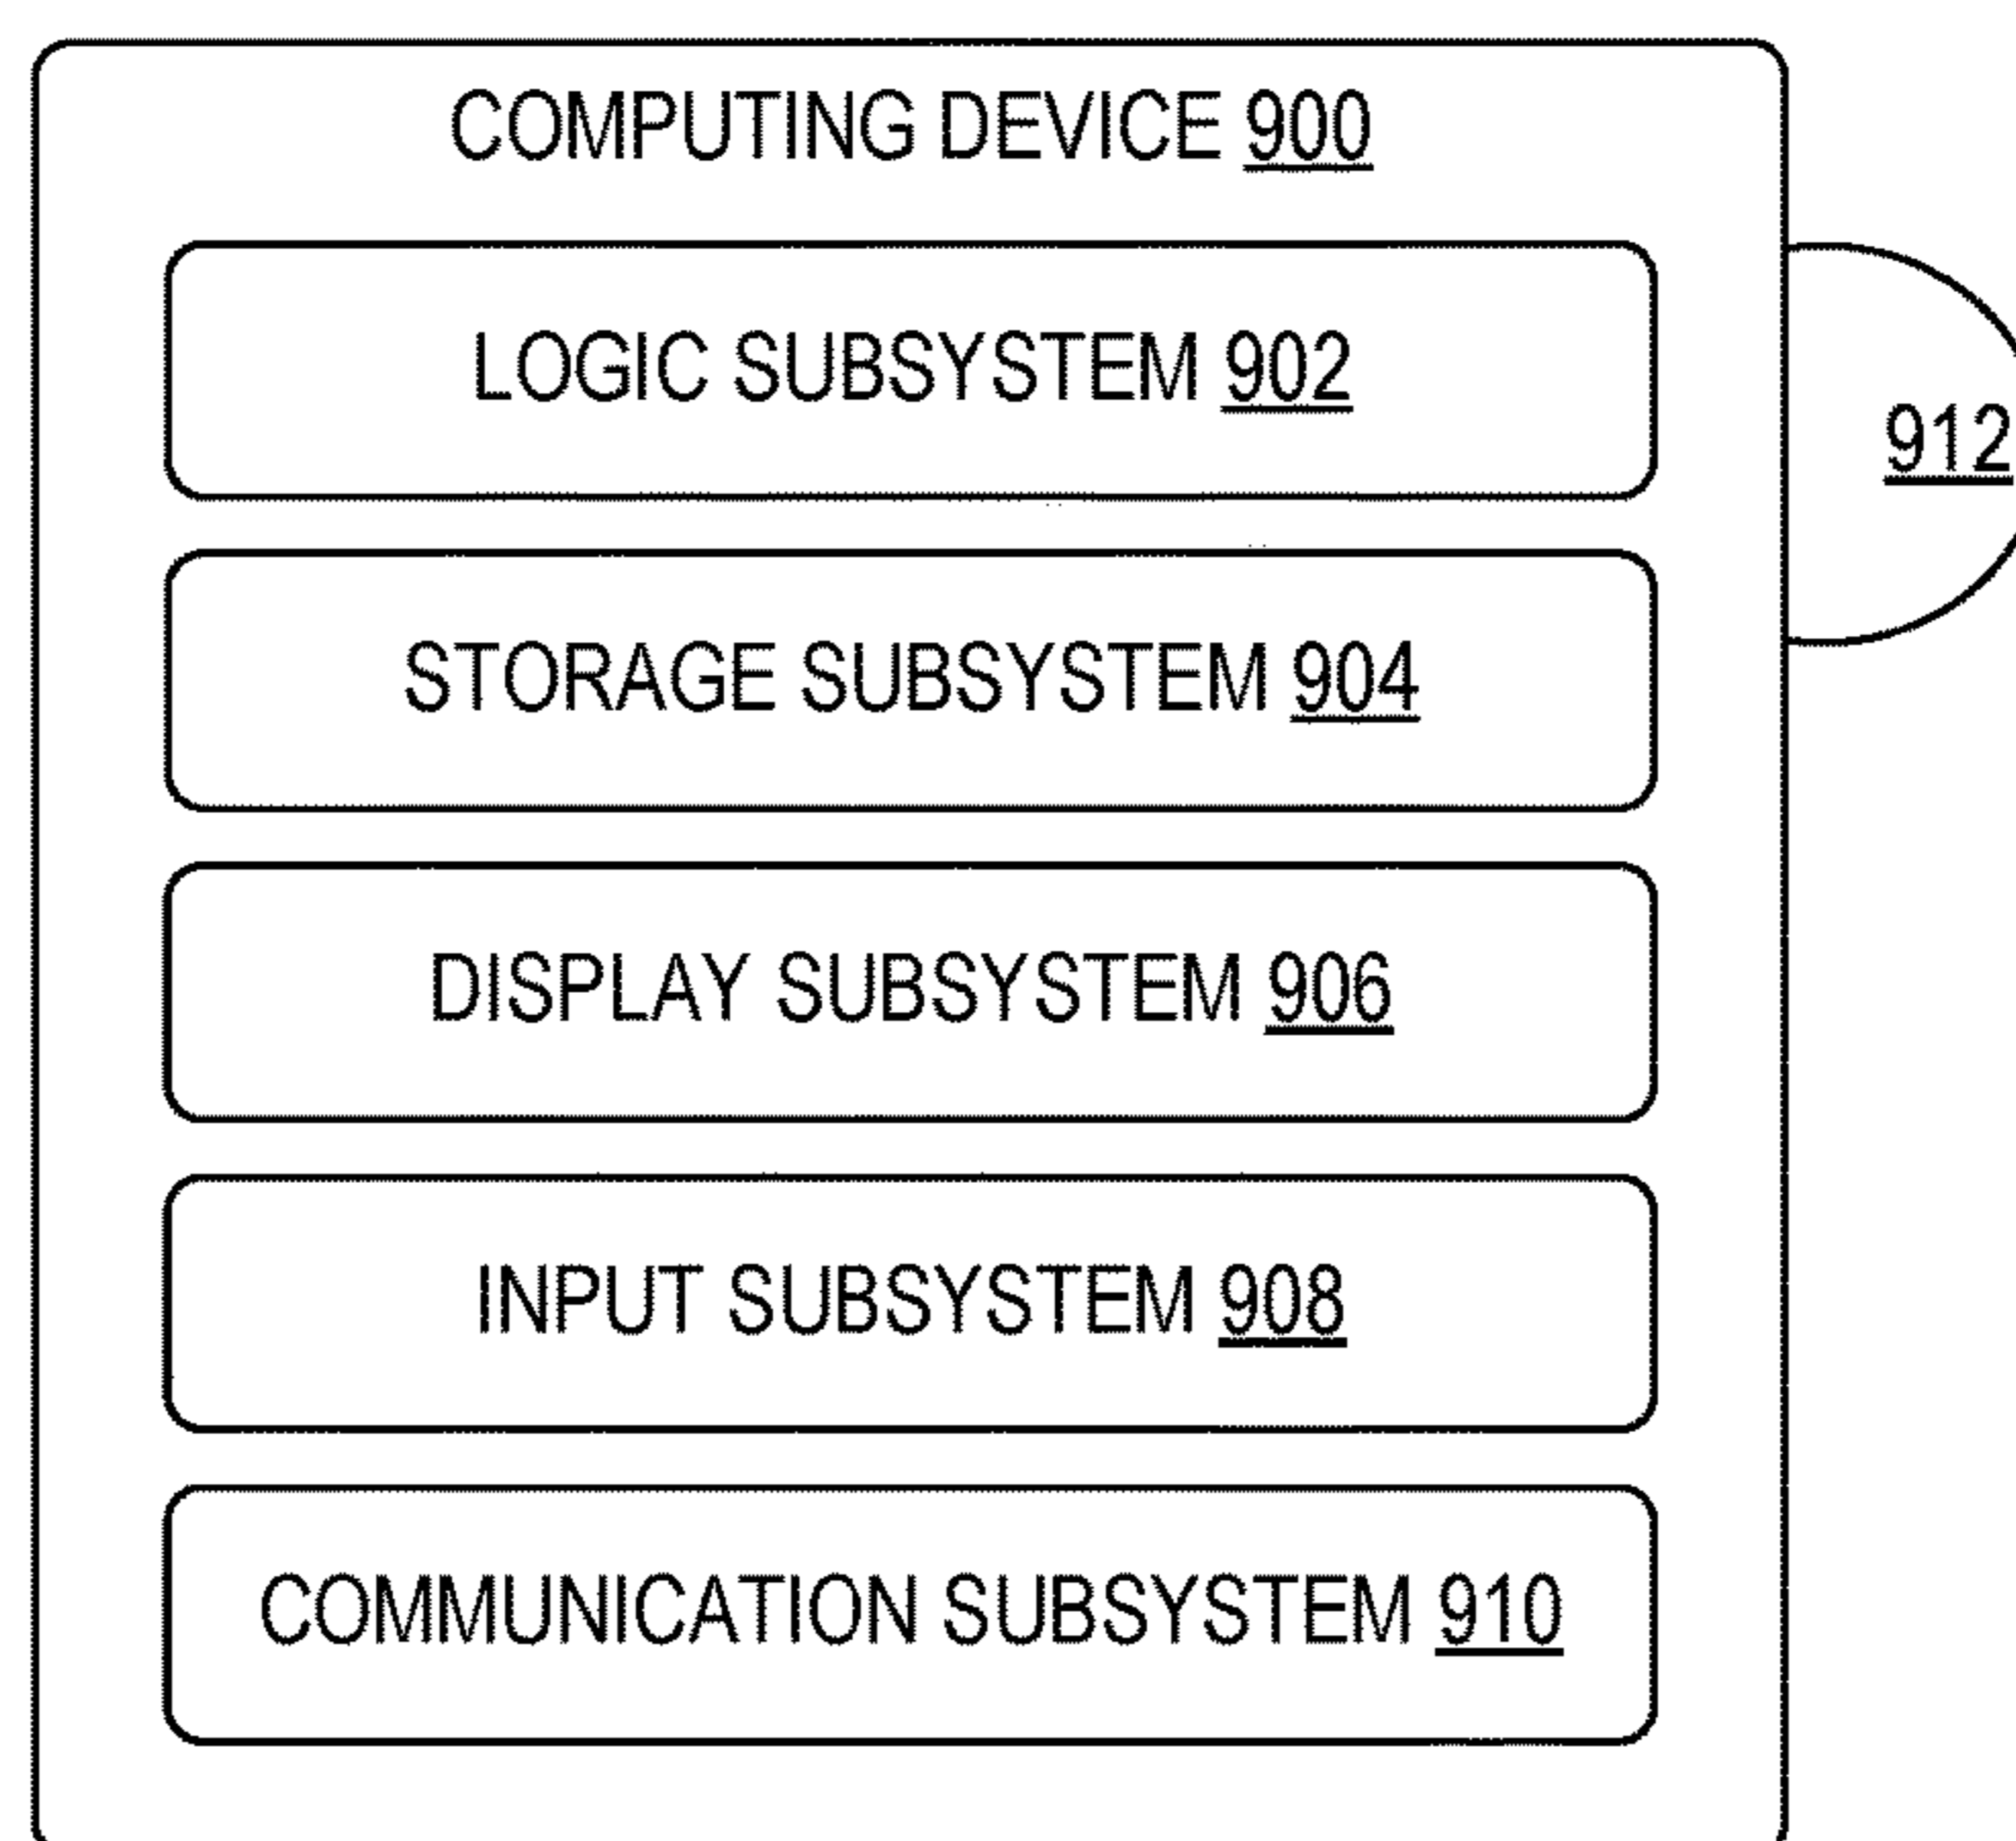 COMPUTING DEVICE 900
LOGIC SUBSYSTEM 902
912
STORAGE SUBSYSTEM 904
DISPLAY SUBSYSTEM 906
INPUT SUBSYSTEM 908
COMMUNICATION SUBSYSTEM 910